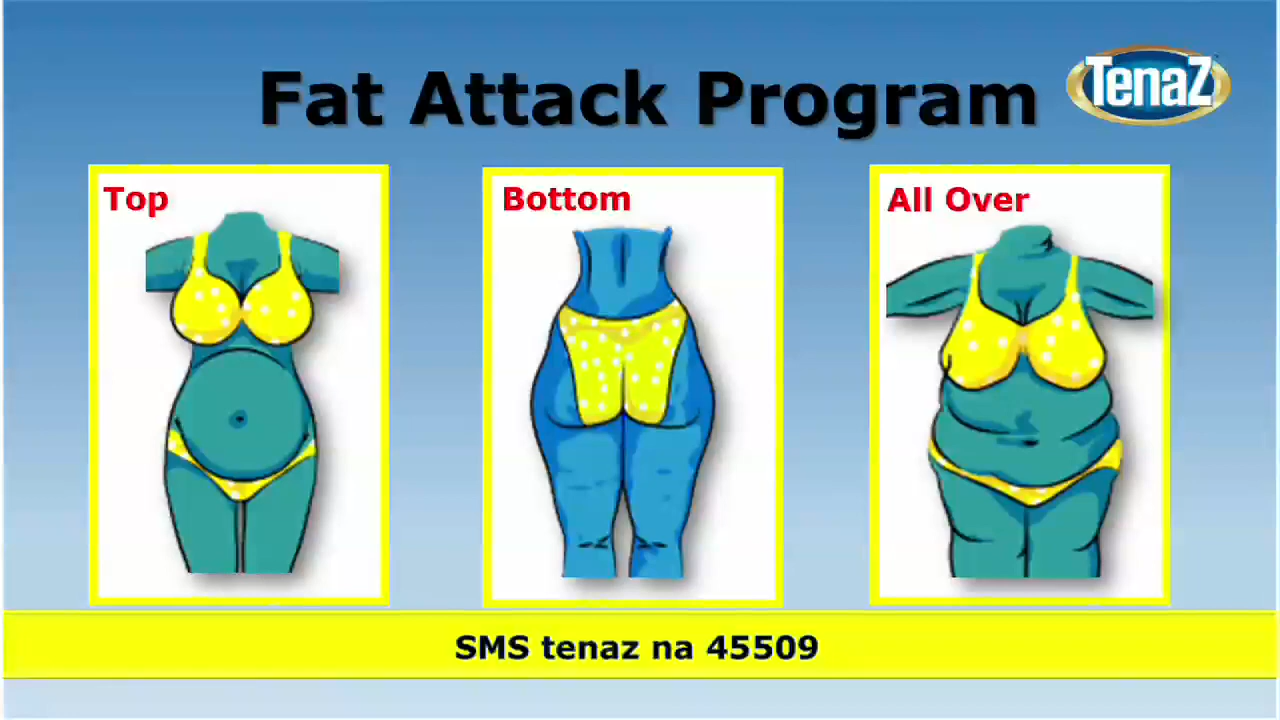 Fat Attack Program
TenaZ
Top
Bottom
All Over
SMS tenaz na 45509